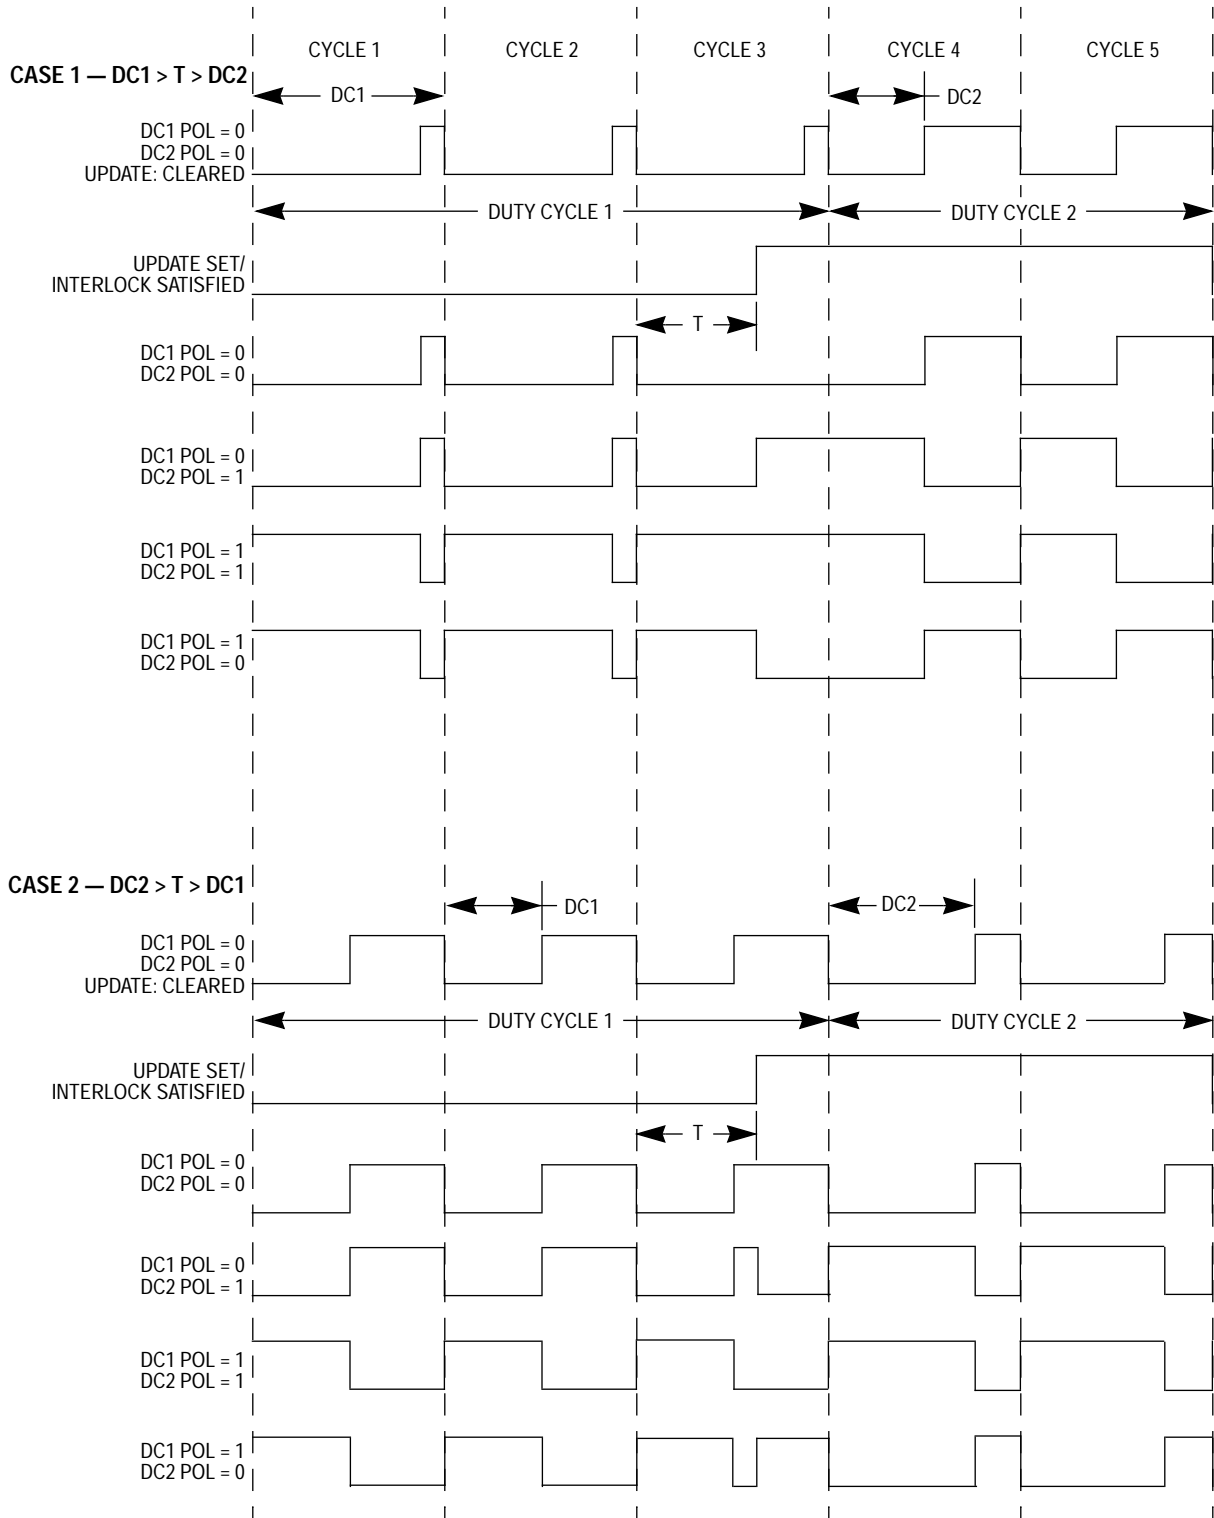 CYCLE 1 CYCLE 2 CYCLE 3 CYCLE 4 CYCLE 5
CASE 1 — DC1 > T > DC2
DC1 DC2
DC1 POL = 0
DC2 POL = 0
UPDATE: CLEARED
DUTY CYCLE 1 DUTY CYCLE 2
UPDATE SET/
INTERLOCK SATISFIED
T
DC1 POL = 0
DC2 POL = 0
DC1 POL = 0
DC2 POL = 1
DC1 POL = 1
DC2 POL = 1
DC1 POL = 1
DC2 POL = 0
CASE 2 — DC2 > T > DC1
DC1 DC2
DC1 POL = 0
DC2 POL = 0
UPDATE: CLEARED
DUTY CYCLE 1 DUTY CYCLE 2
UPDATE SET/
INTERLOCK SATISFIED
T
DC1 POL = 0
DC2 POL = 0
DC1 POL = 0
DC2 POL = 1
DC1 POL = 1
DC2 POL = 1
DC1 POL = 1
DC2 POL = 0